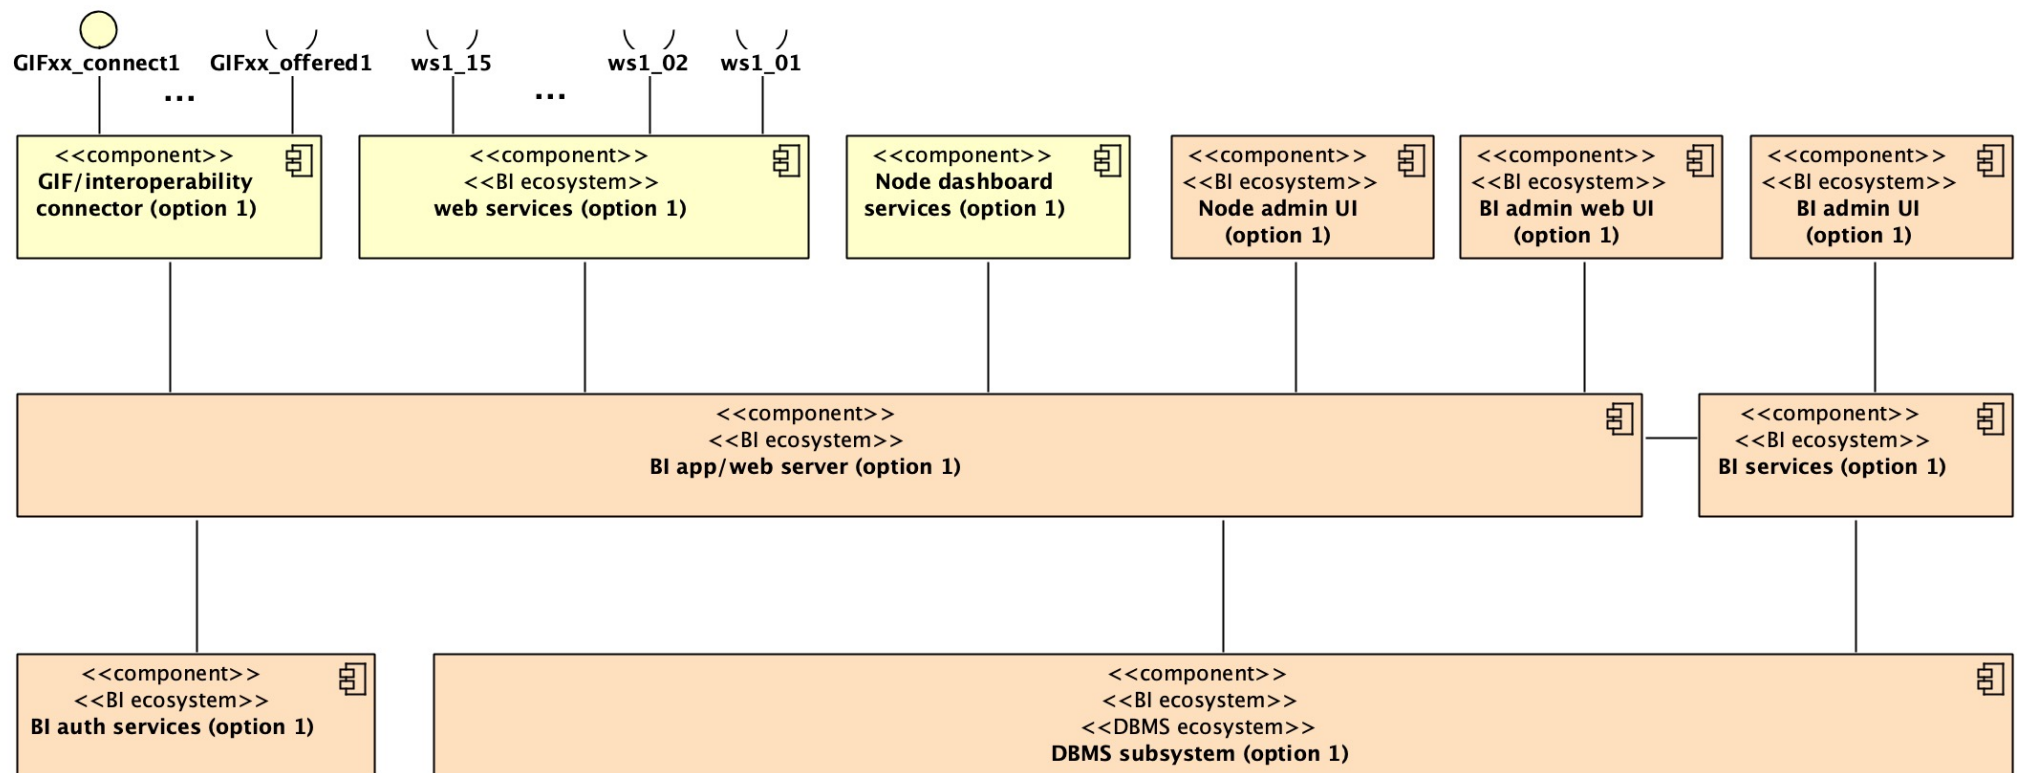 GIFxx_connect1
...
GIFxx_offered1
ws1_15
...
ws1_02
ws1_01
<<component>>
GIF/interoperability
connector (option 1)
<<component>>
<<BI ecosystem>>
web services (option 1)
<<component>>
Node dashboard
services (option 1)
<<component>>
<<BI ecosystem>>
Node admin UI
(option 1)
<<component>>
<<BI ecosystem>>
BI admin web UI
(option 1)
<<component>>
<<BI ecosystem>>
BI admin UI
(option 1)
<<component>>
<<BI ecosystem>>
BI app/web server (option 1)
<<component>>
<<BI ecosystem>>
BI services (option 1)
<<component>>
<<BI ecosystem>>
BI auth services (option 1)
<<component>>
<<BI ecosystem>>
<<DBMS ecosystem>>
DBMS subsystem (option 1)